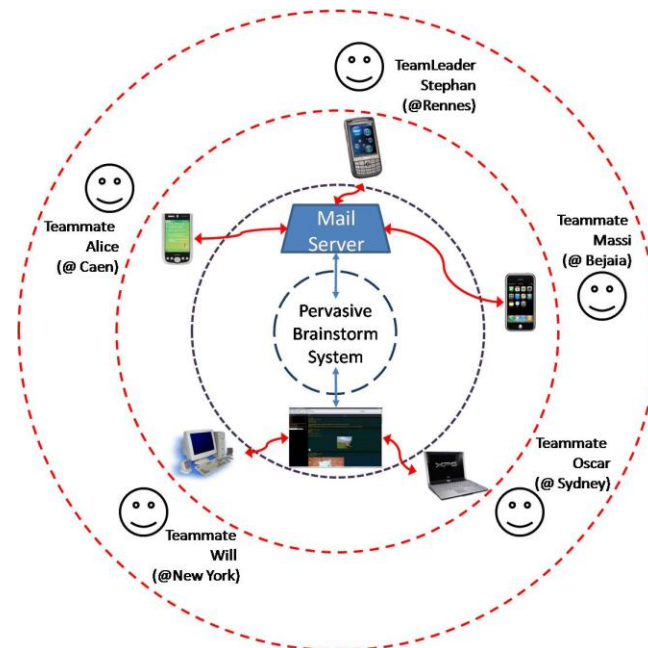 TeamLeader
Stephan
(@Rennes)
Teammate
Alice
(@ Caen)
Mail
Server
Teammate
Massi
(@ Bejaia)
Pervasive
Brainstorm
System
Teammate
Oscar
(@ Sydney)
XPS
Teammate
Will
(@New York)